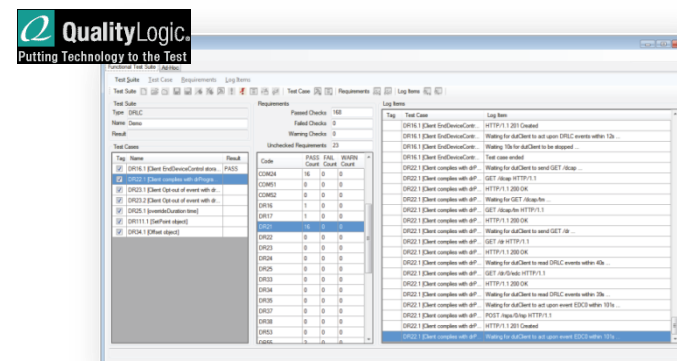 QualityLogic.
Putting Technology to the Test
Functional Test Suite Ad-Hoc
Test Suite Test Case Requirements Log Items
Test Suite Test Case Requirements Log Items
Test Suite
Type DRLC
Name Demo
Result
Test Cases
Tag Name Result
DR16.1 [Client EndDeviceControl stora... PASS
DR22.1 [Client complies with drProgra...
DR23.1 [Client Opt-out of event with dr...
DR23.2 [Client Opt-out of event with dr...
DR25.1 [overrideDuration time]
DR111.1 [SetPoint object]
DR34.1 [Offset object]
Requirements
Passed Checks 168
Failed Checks 0
Warning Checks 0
Unchecked Requirements 23
Code PASS Count FAIL Count WARN Count
COM24 16 0 0
COM51 0 0 0
COM52 0 0 0
DR16 1 0 0
DR17 1 0 0
DR21 16 0 0
DR22 0 0 0
DR23 0 0 0
DR24 0 0 0
DR25 0 0 0
DR33 0 0 0
DR34 0 0 0
DR35 0 0 0
DR37 0 0 0
DR38 0 0 0
DR53 0 0 0
Log Items
Tag Test Case Log Item
DR16.1 [Client EndDeviceContr... HTTP/1.1 201 Created
DR16.1 [Client EndDeviceContr... Waiting for dutClient to act upon DRLC events within 12s ...
DR16.1 [Client EndDeviceContr... Waiting 10s for dutClient to be stopped ...
DR16.1 [Client EndDeviceContr... Test case ended
DR22.1 [Client complies with drP... Waiting for dutClient to send GET /dcap ...
DR22.1 [Client complies with drP... GET /dcap HTTP/1.1
DR22.1 [Client complies with drP... HTTP/1.1 200 OK
DR22.1 [Client complies with drP... Waiting for GET /dcap/tm ...
DR22.1 [Client complies with drP... GET /dcap/tm HTTP/1.1
DR22.1 [Client complies with drP... HTTP/1.1 200 OK
DR22.1 [Client complies with drP... Waiting for dutClient to send GET /dr ...
DR22.1 [Client complies with drP... GET /dr HTTP/1.1
DR22.1 [Client complies with drP... HTTP/1.1 200 OK
DR22.1 [Client complies with drP... Waiting for dutClient to read DRLC events within 40s ...
DR22.1 [Client complies with drP... GET /dr/0/edc HTTP/1.1
DR22.1 [Client complies with drP... HTTP/1.1 200 OK
DR22.1 [Client complies with drP... Waiting for dutClient to read DRLC events within 39s ...
DR22.1 [Client complies with drP... Waiting for dutClient to act upon event EDC0 within 101s ...
DR22.1 [Client complies with drP... POST /rsps/0/rsp HTTP/1.1
DR22.1 [Client complies with drP... HTTP/1.1 201 Created
DR22.1 [Client complies with drP... Waiting for dutClient to act upon event EDC0 within 101s ...